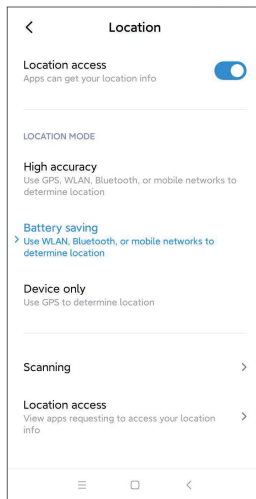 Location
Location access
Apps can get your location info
LOCATION MODE
High accuracy
Use GPS, WLAN, Bluetooth, or mobile networks to
determine location
Battery saving
Use WLAN, Bluetooth, or mobile networks to
determine location
Device only
Use GPS to determine location
Scanning
Location access
View apps requesting to access your location
info